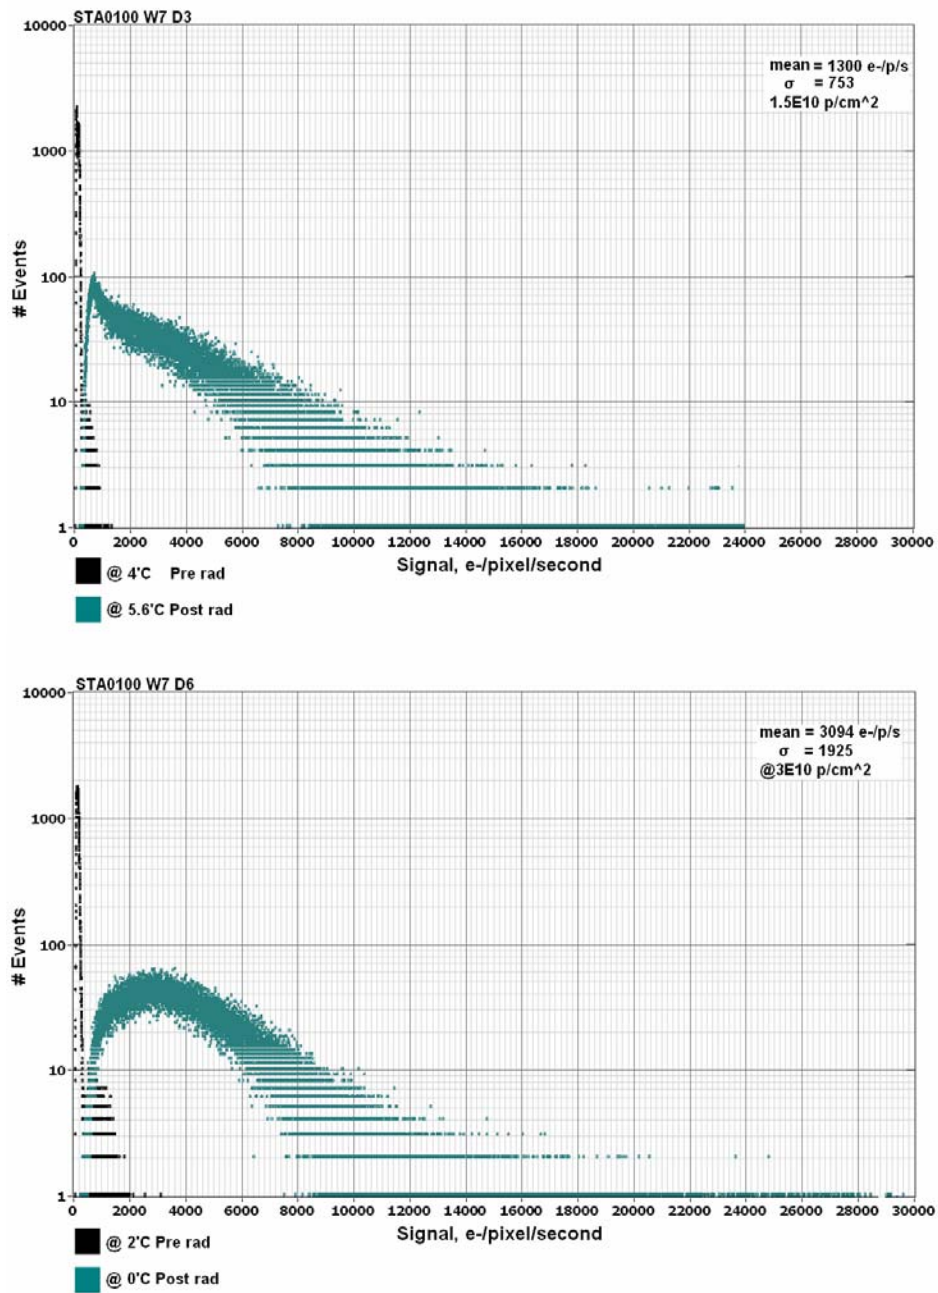 STA0100 W7 D3
10000
mean = 1300 e-/p/s
σ = 753
1.5E10 p/cm^2
1000
# Events
100
10
1
0 2000 4000 6000 8000 10000 12000 14000 16000 18000 20000 22000 24000 26000 28000 30000
Signal, e-/pixel/second
@ 4'C Pre rad
@ 5.6'C Post rad
STA0100 W7 D6
10000
mean = 3094 e-/p/s
σ = 1925
@3E10 p/cm^2
1000
# Events
100
10
1
0 2000 4000 6000 8000 10000 12000 14000 16000 18000 20000 22000 24000 26000 28000 30000
Signal, e-/pixel/second
@ 2'C Pre rad
@ 0'C Post rad